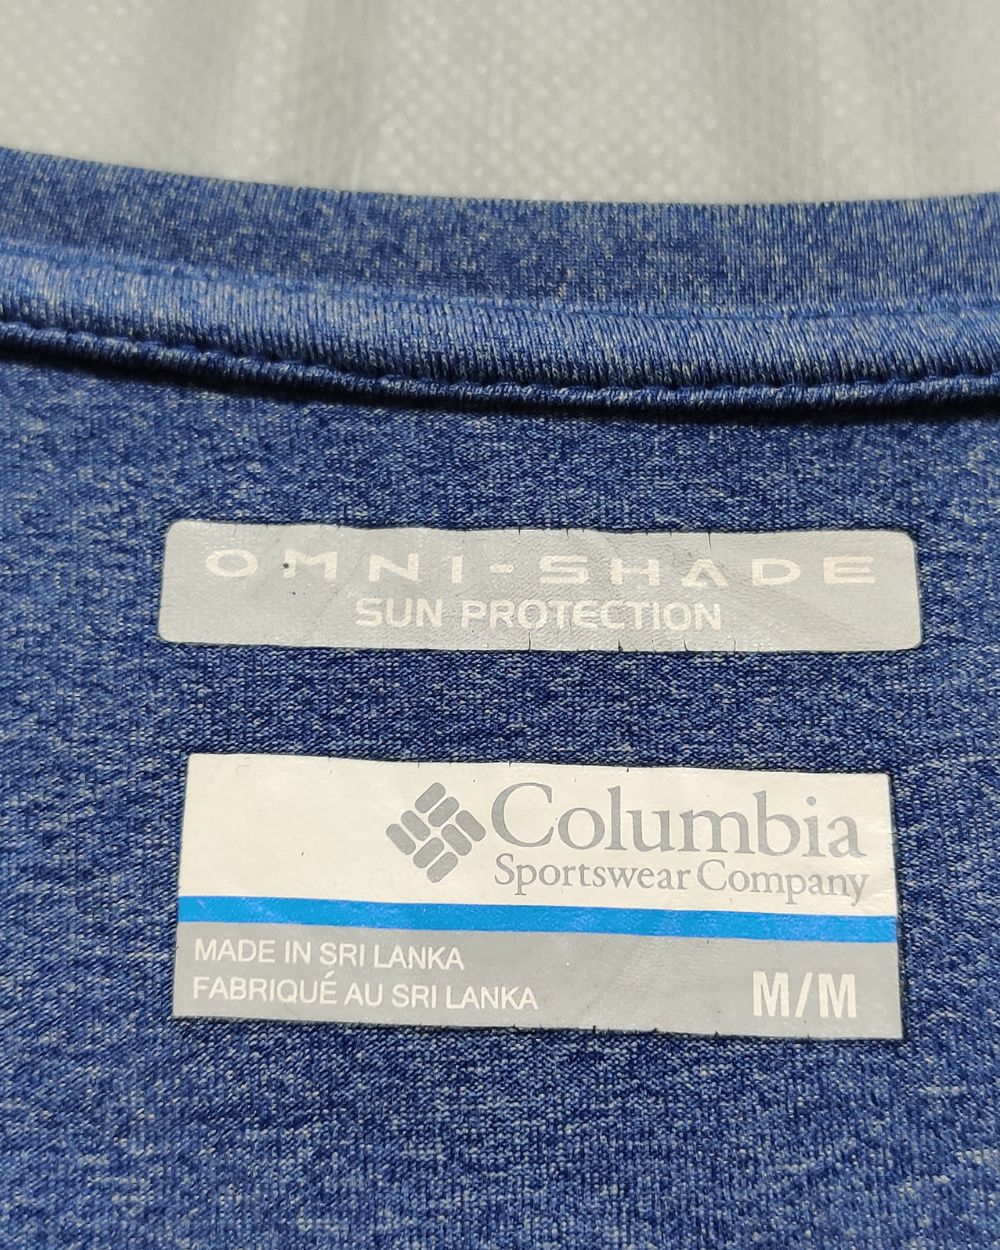 OMNI-SHADE
SUN PROTECTION
Columbia
Sportswear Company
MADE IN SRI LANKA
FABRIQUÉ AU SRI LANKA
M/M